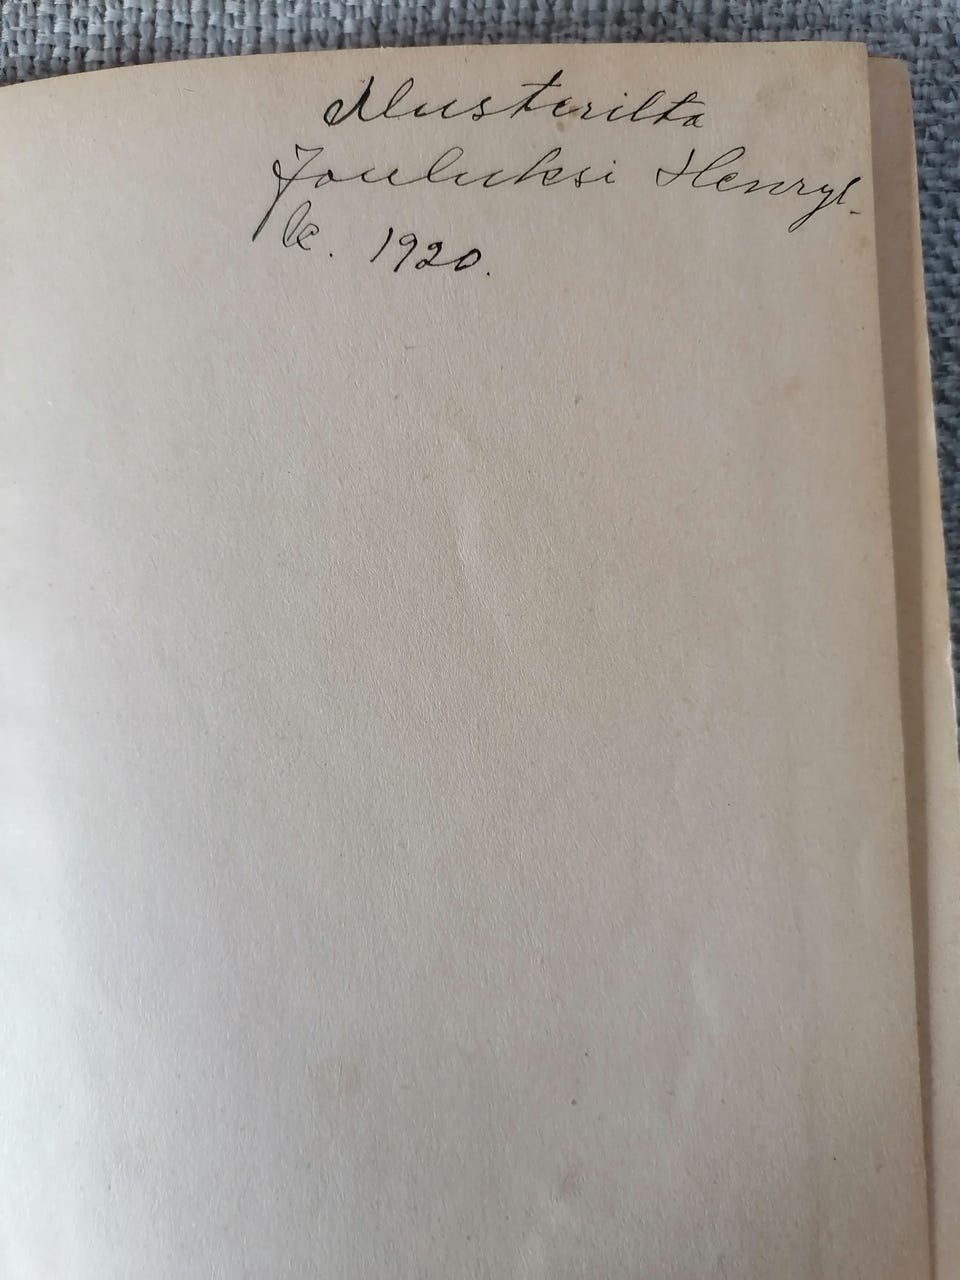 Musterilta
Jouluksi Henryl-
le. 1920.